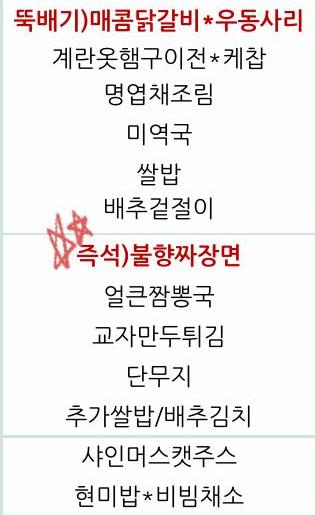 뚝배기)매콤닭갈비*우동사리
계란옷햄구이전*케찹
명엽채조림
미역국
쌀밥
배추겉절이
즉석)불향짜장면
얼큰짬뽕국
교자만두튀김
단무지
추가쌀밥/배추김치
샤인머스캣주스
현미밥*비빔채소